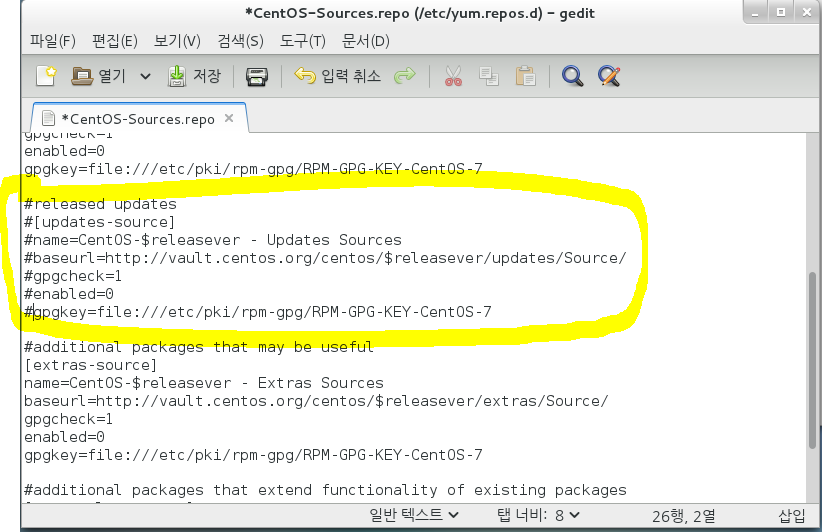 *CentOS-Sources.repo (/etc/yum.repos.d) – gedit
파일(F) 편집(E) 보기(V) 검색(S) 도구(T) 문서(D)
열기 저장 입력 취소
*CentOS-Sources.repo ×
gpgcheck=1
enabled=0
gpgkey=file:///etc/pki/rpm-gpg/RPM-GPG-KEY-CentOS-7
#released updates
#[updates-source]
#name=CentOS-$releasever - Updates Sources
#baseurl=http://vault.centos.org/centos/$releasever/updates/Source/
#gpgcheck=1
#enabled=0
#gpgkey=file:///etc/pki/rpm-gpg/RPM-GPG-KEY-CentOS-7
#additional packages that may be useful
[extras-source]
name=CentOS-$releasever - Extras Sources
baseurl=http://vault.centos.org/centos/$releasever/extras/Source/
gpgcheck=1
enabled=0
gpgkey=file:///etc/pki/rpm-gpg/RPM-GPG-KEY-CentOS-7
#additional packages that extend functionality of existing packages
일반 텍스트 탭 너비: 8 26행, 2열 삽입